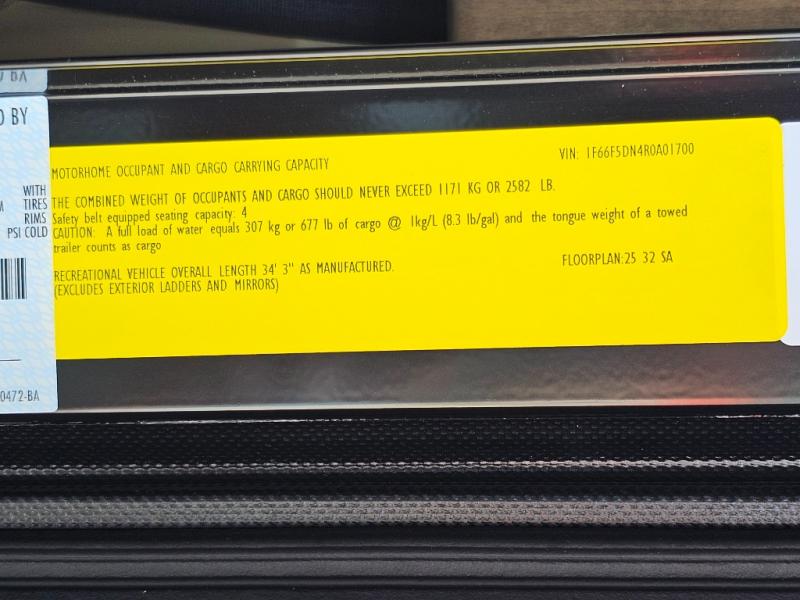 / BA
D BY
MOTORHOME OCCUPANT AND CARGO CARRYING CAPACITY
VIN: 1F66F5DN4R0A01700
WITH
TIRES
RIMS
PSI COLD
THE COMBINED WEIGHT OF OCCUPANTS AND CARGO SHOULD NEVER EXCEED 1171 KG OR 2582 LB.
Safety belt equipped seating capacity: 4
CAUTION: A full load of water equals 307 kg or 677 lb of cargo @ 1kg/L (8.3 lb/gal) and the tongue weight of a towed
trailer counts as cargo
RECREATIONAL VEHICLE OVERALL LENGTH 34' 3" AS MANUFACTURED.
(EXCLUDES EXTERIOR LADDERS AND MIRRORS)
FLOORPLAN:25 32 SA
0472-BA